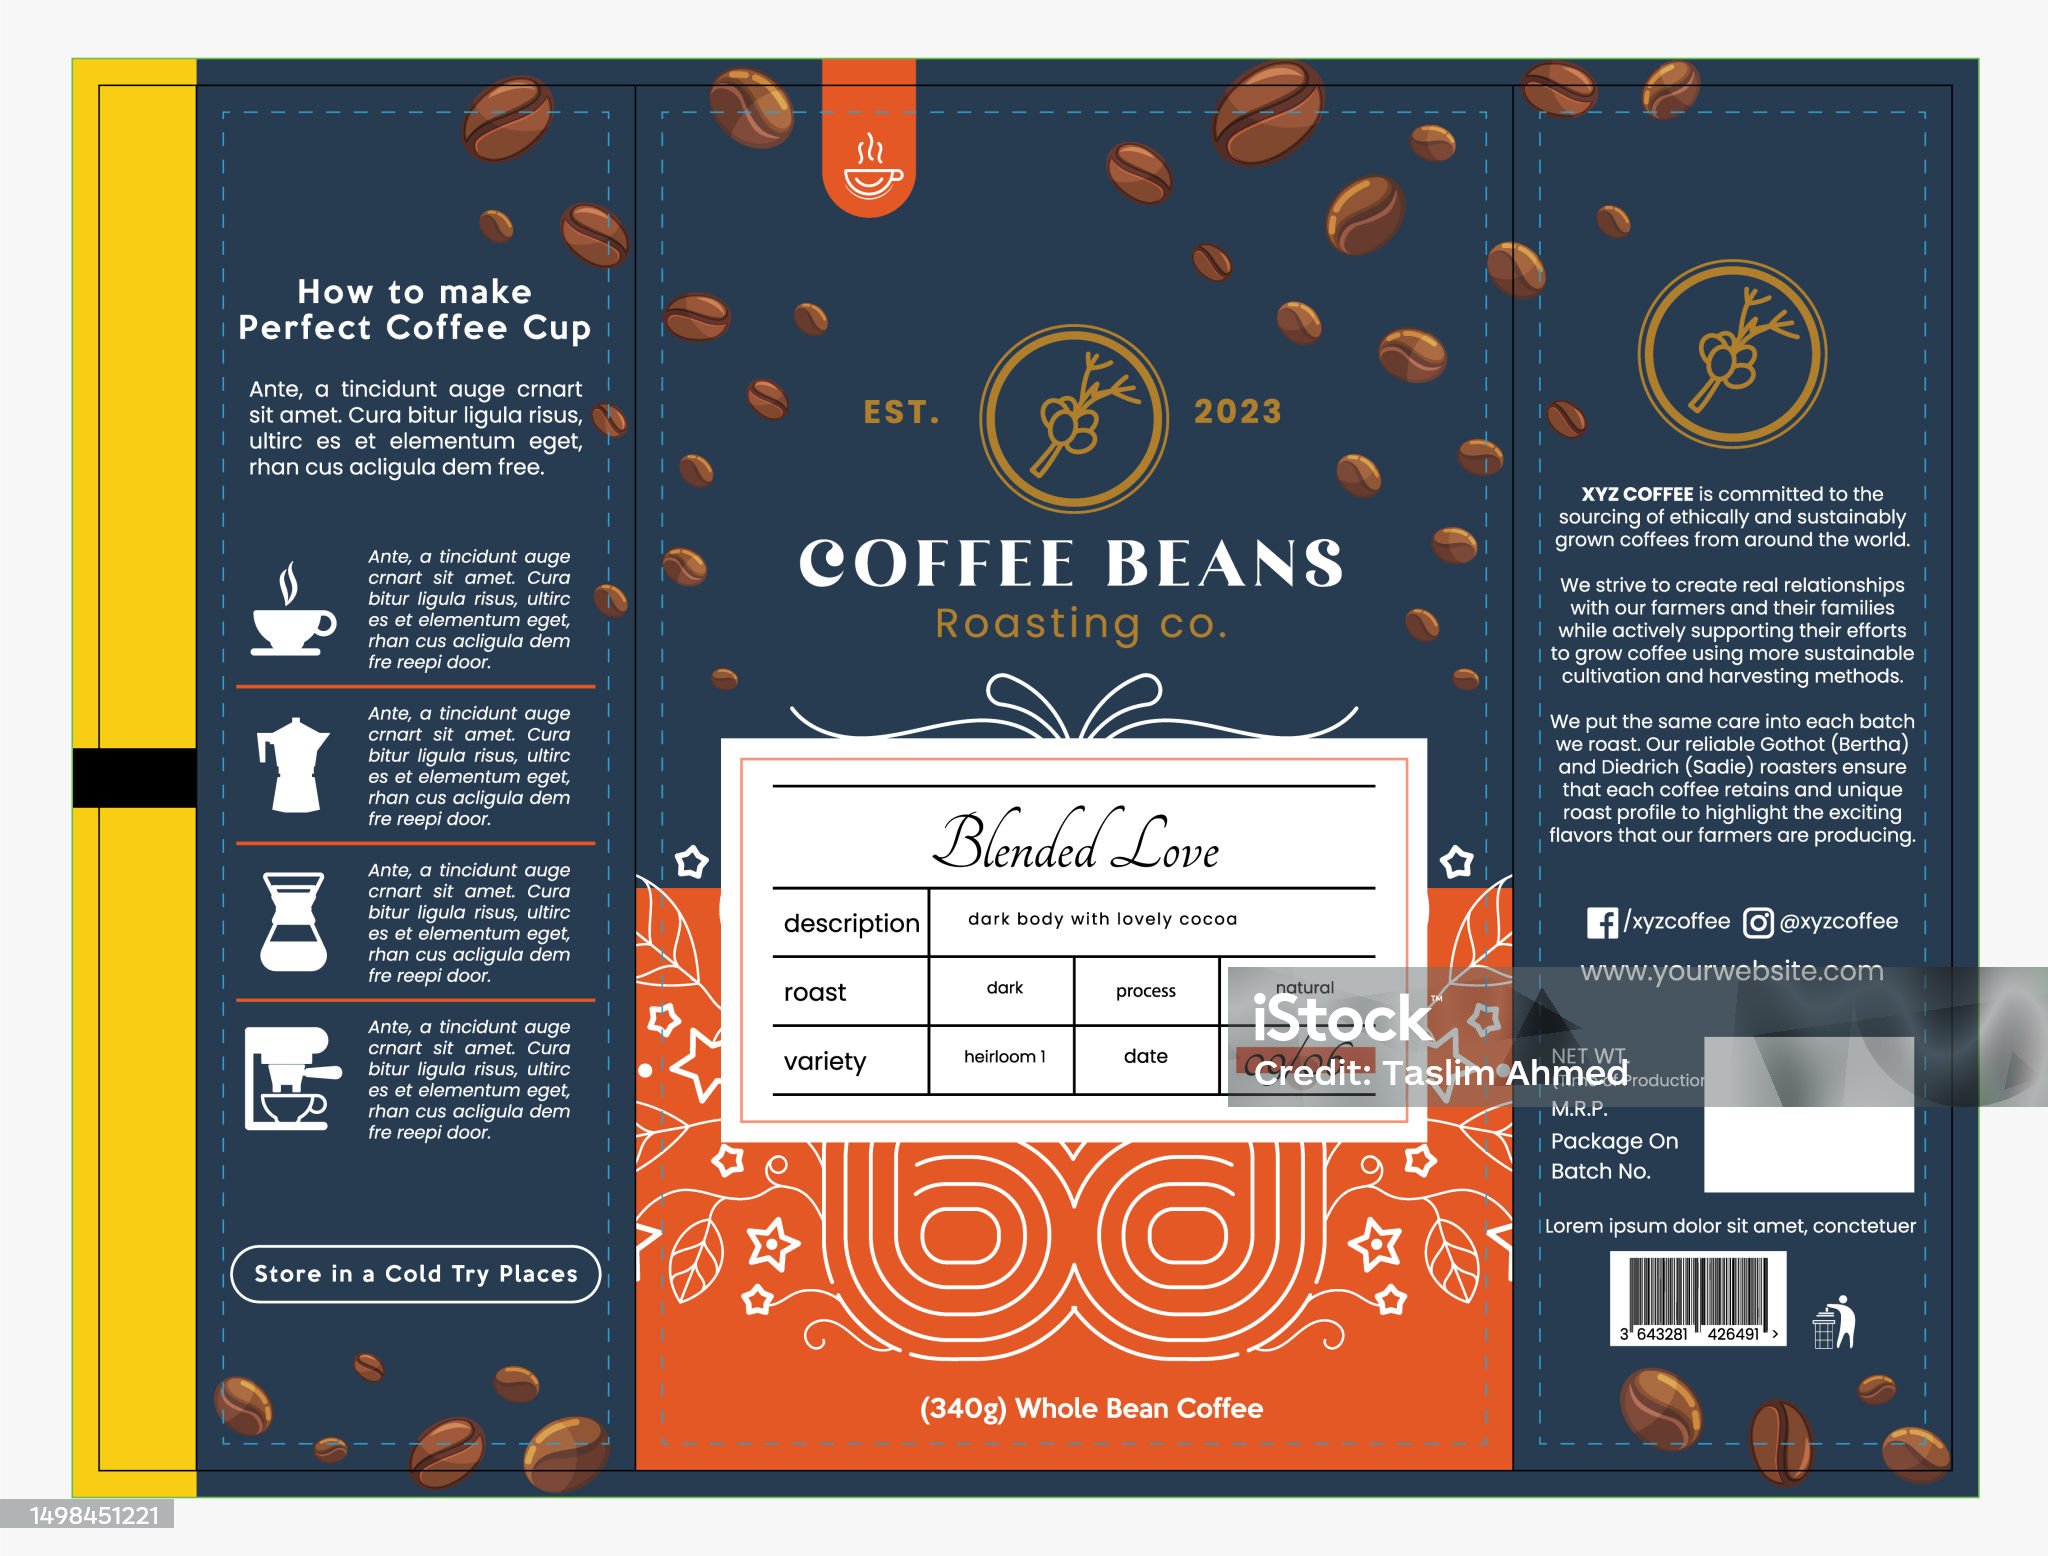 How to make
Perfect Coffee Cup
Ante, a tincidunt auge crnart
sit amet. Cura bitur ligula risus,
ultirc es et elementum eget,
rhan cus acligula dem free.
Ante, a tincidunt auge
crnart sit amet. Cura
bitur ligula risus, ultirc
es et elementum eget,
rhan cus acligula dem
fre reepi door.
Ante, a tincidunt auge
crnart sit amet. Cura
bitur ligula risus, ultirc
es et elementum eget,
rhan cus acligula dem
fre reepi door.
Ante, a tincidunt auge
crnart sit amet. Cura
bitur ligula risus, ultirc
es et elementum eget,
rhan cus acligula dem
fre reepi door.
Ante, a tincidunt auge
crnart sit amet. Cura
bitur ligula risus, ultirc
es et elementum eget,
rhan cus acligula dem
fre reepi door.
Store in a Cold Try Places
EST. 2023
COFFEE BEANS
Roasting co.
Blended Love
description dark body with lovely cocoa
roast dark process natural
variety heirloom 1 date
(340g) Whole Bean Coffee
XYZ COFFEE is committed to the
sourcing of ethically and sustainably
grown coffees from around the world.
We strive to create real relationships
with our farmers and their families
while actively supporting their efforts
to grow coffee using more sustainable
cultivation and harvesting methods.
We put the same care into each batch
we roast. Our reliable Gothot (Bertha)
and Diedrich (Sadie) roasters ensure
that each coffee retains and unique
roast profile to highlight the exciting
flavors that our farmers are producing.
/xyzcoffee @xyzcoffee
www.yourwebsite.com
NET WT.
(Time of Production
M.R.P.
Package On
Batch No.
Lorem ipsum dolor sit amet, conctetuer
3 643281 426491 >
iStock™
Credit: Taslim Ahmed
1498451221